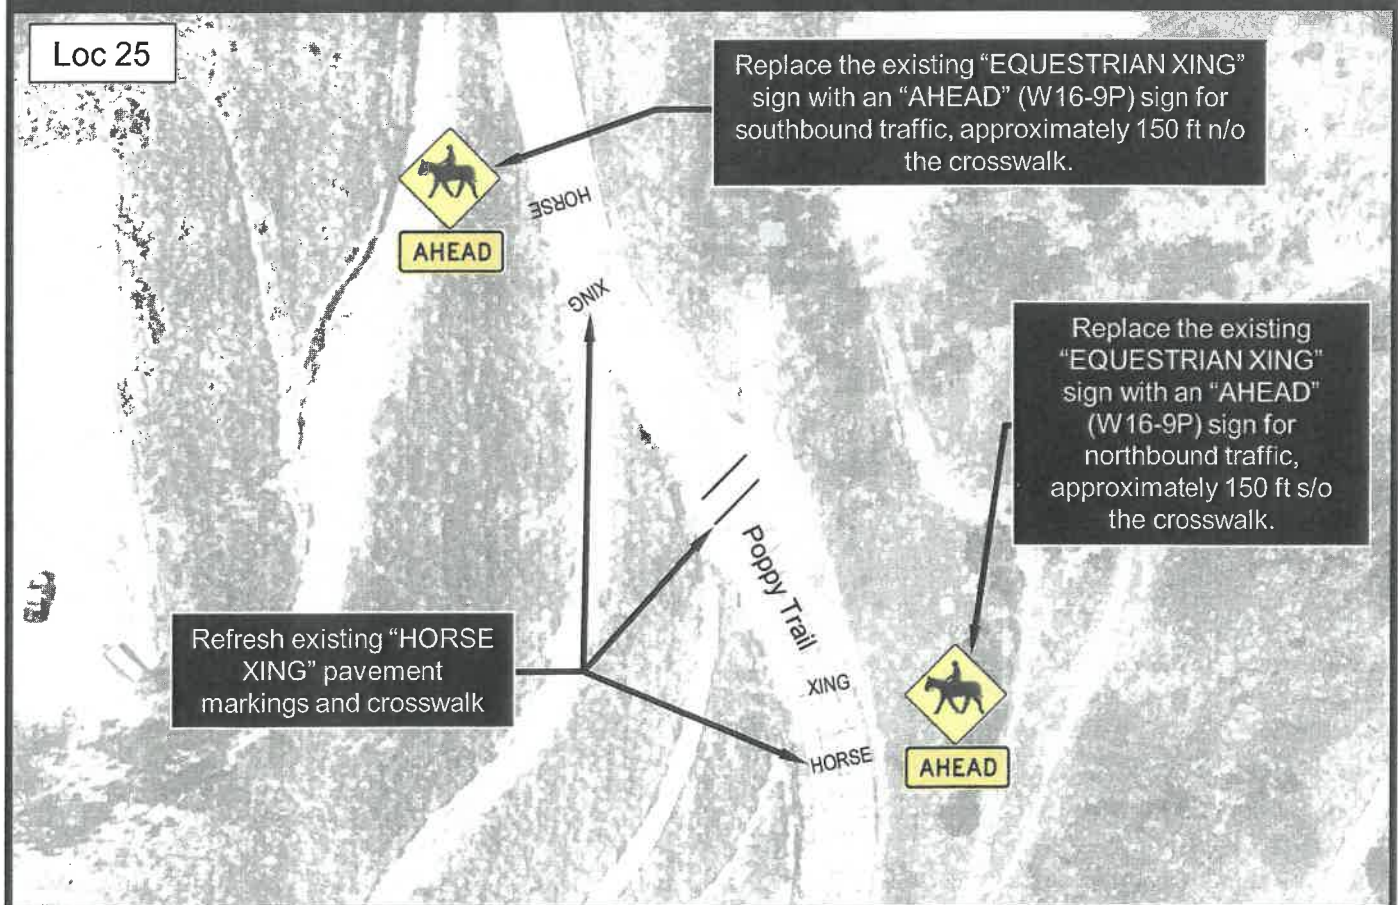 Loc 25
Replace the existing “EQUESTRIAN XING”
sign with an “AHEAD” (W16-9P) sign for
southbound traffic, approximately 150 ft n/o
the crosswalk.
HORSE
AHEAD
XING
Replace the existing
“EQUESTRIAN XING”
sign with an “AHEAD”
(W16-9P) sign for
northbound traffic,
approximately 150 ft s/o
the crosswalk.
Poppy Trail
Refresh existing “HORSE
XING” pavement
markings and crosswalk
XING
HORSE
AHEAD